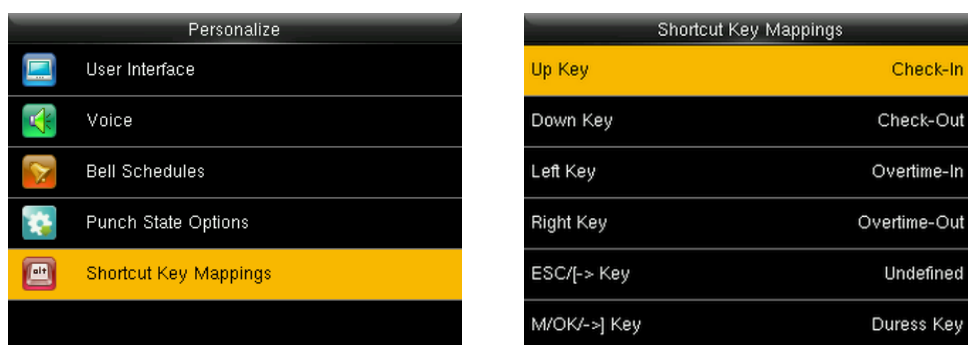 Personalize
User Interface
Voice
Bell Schedules
Punch State Options
alt
Shortcut Key Mappings
Shortcut Key Mappings
Up Key Check-In
Down Key Check-Out
Left Key Overtime-In
Right Key Overtime-Out
ESC/[-> Key Undefined
M/OK/->] Key Duress Key